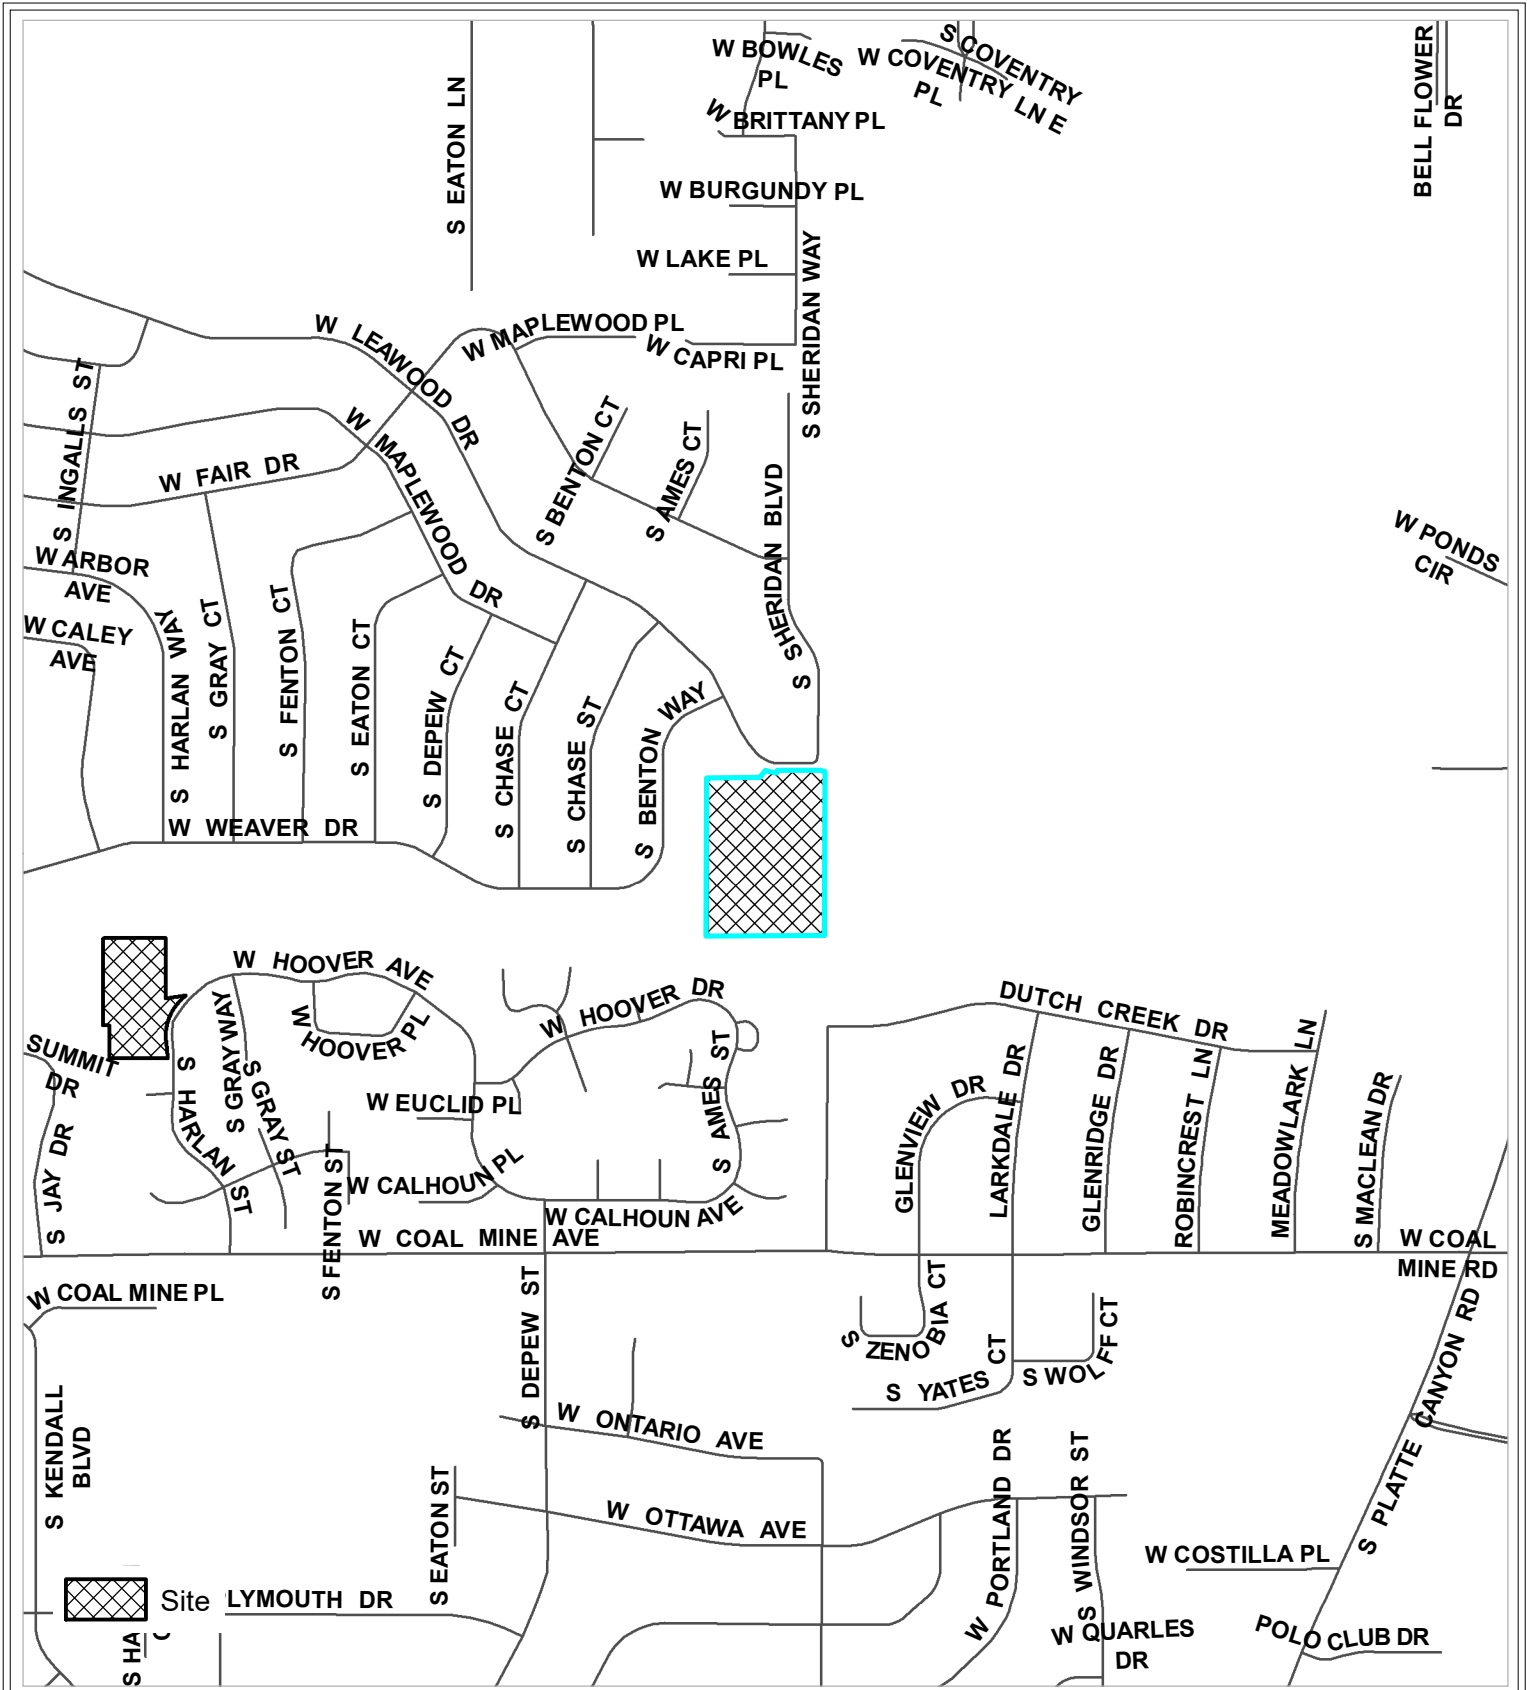 S COVENTRY
W BOWLES
PL
W COVENTRY LN E
PL
BELL FLOWER
DR
S EATON LN
W BRITTANY PL
W BURGUNDY PL
W LAKE PL
S SHERIDAN WAY
W MAPLEWOOD PL
W LEAWOOD DR
W CAPRI PL
S INGALLS ST
W MAPLEWOOD DR
S BENTON CT
S AMES CT
W FAIR DR
S SHERIDAN BLVD
W PONDS
CIR
W ARBOR
AVE
W CALEY
AVE
S HARLAN WAY
S GRAY CT
S FENTON CT
S EATON CT
S DEPEW CT
S CHASE CT
S CHASE ST
S BENTON WAY
W WEAVER DR
W HOOVER AVE
W HOOVER DR
DUTCH CREEK DR
W HOOVER PL
SUMMIT
DR
S GRAY WAY
S GRAY ST
S HARLAN ST
S AMES ST
W EUCLID PL
S JAY DR
S FENTON ST
W CALHOUN PL
W CALHOUN AVE
GLENVIEW DR
LARKDALE DR
GLENRIDGE DR
ROBINCREST LN
MEADOWLARK LN
S MACLEAN DR
W COAL MINE AVE
W COAL
MINE RD
W COAL MINE PL
S DEPEW ST
S ZENOBIA CT
S YATES CT
S WOLFF CT
S PLATTE CANYON RD
S KENDALL
BLVD
W ONTARIO AVE
S EATON ST
W OTTAWA AVE
W PORTLAND DR
S WINDSOR ST
W COSTILLA PL
Site
LYMOUTH DR
S HA
W QUARLES
DR
POLO CLUB DR